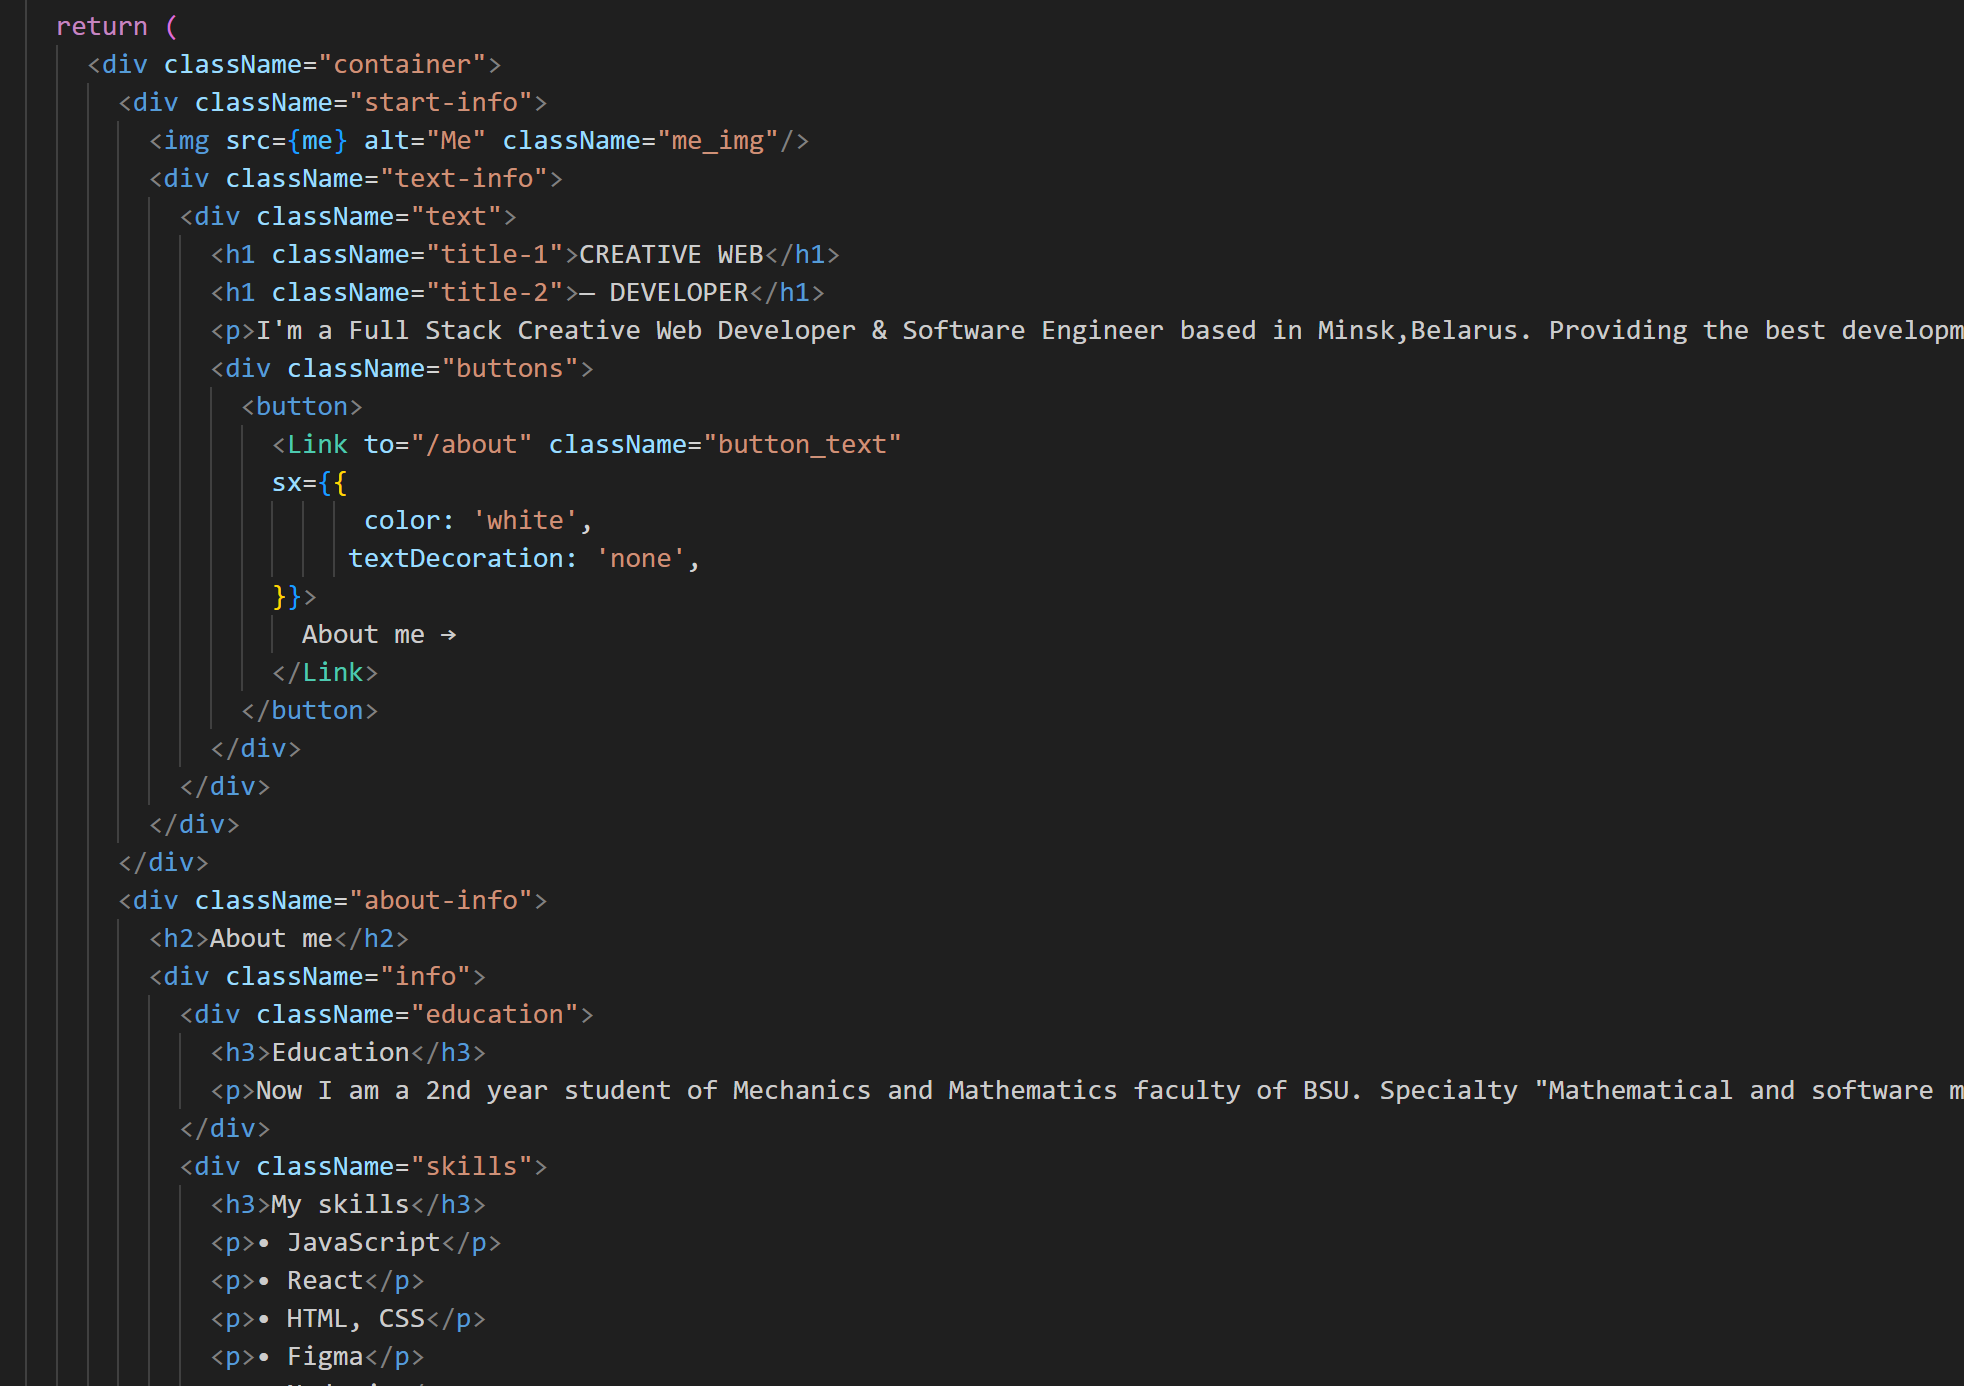 return (
<div className="container">
<div className="start-info">
<img src={me} alt="Me" className="me_img"/>
<div className="text-info">
<div className="text">
<h1 className="title-1">CREATIVE WEB</h1>
<h1 className="title-2">— DEVELOPER</h1>
<p>I'm a Full Stack Creative Web Developer & Software Engineer based in Minsk,Belarus. Providing the best developm
<div className="buttons">
<button>
<Link to="/about" className="button_text"
sx={{
color: 'white',
textDecoration: 'none',
}}>
About me →
</Link>
</button>
</div>
</div>
</div>
</div>
<div className="about-info">
<h2>About me</h2>
<div className="info">
<div className="education">
<h3>Education</h3>
<p>Now I am a 2nd year student of Mechanics and Mathematics faculty of BSU. Specialty "Mathematical and software m
</div>
<div className="skills">
<h3>My skills</h3>
<p>• JavaScript</p>
<p>• React</p>
<p>• HTML, CSS</p>
<p>• Figma</p>